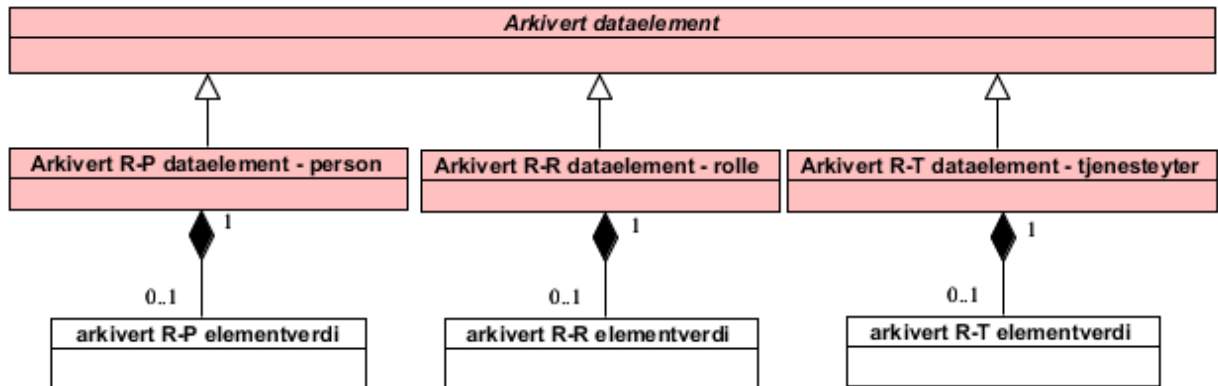 Arkivert dataelement
Arkivert R-P dataelement - person
Arkivert R-R dataelement - rolle
Arkivert R-T dataelement - tjenesteyter
1
1
1
0..1
0..1
0..1
arkivert R-P elementverdi
arkivert R-R elementverdi
arkivert R-T elementverdi